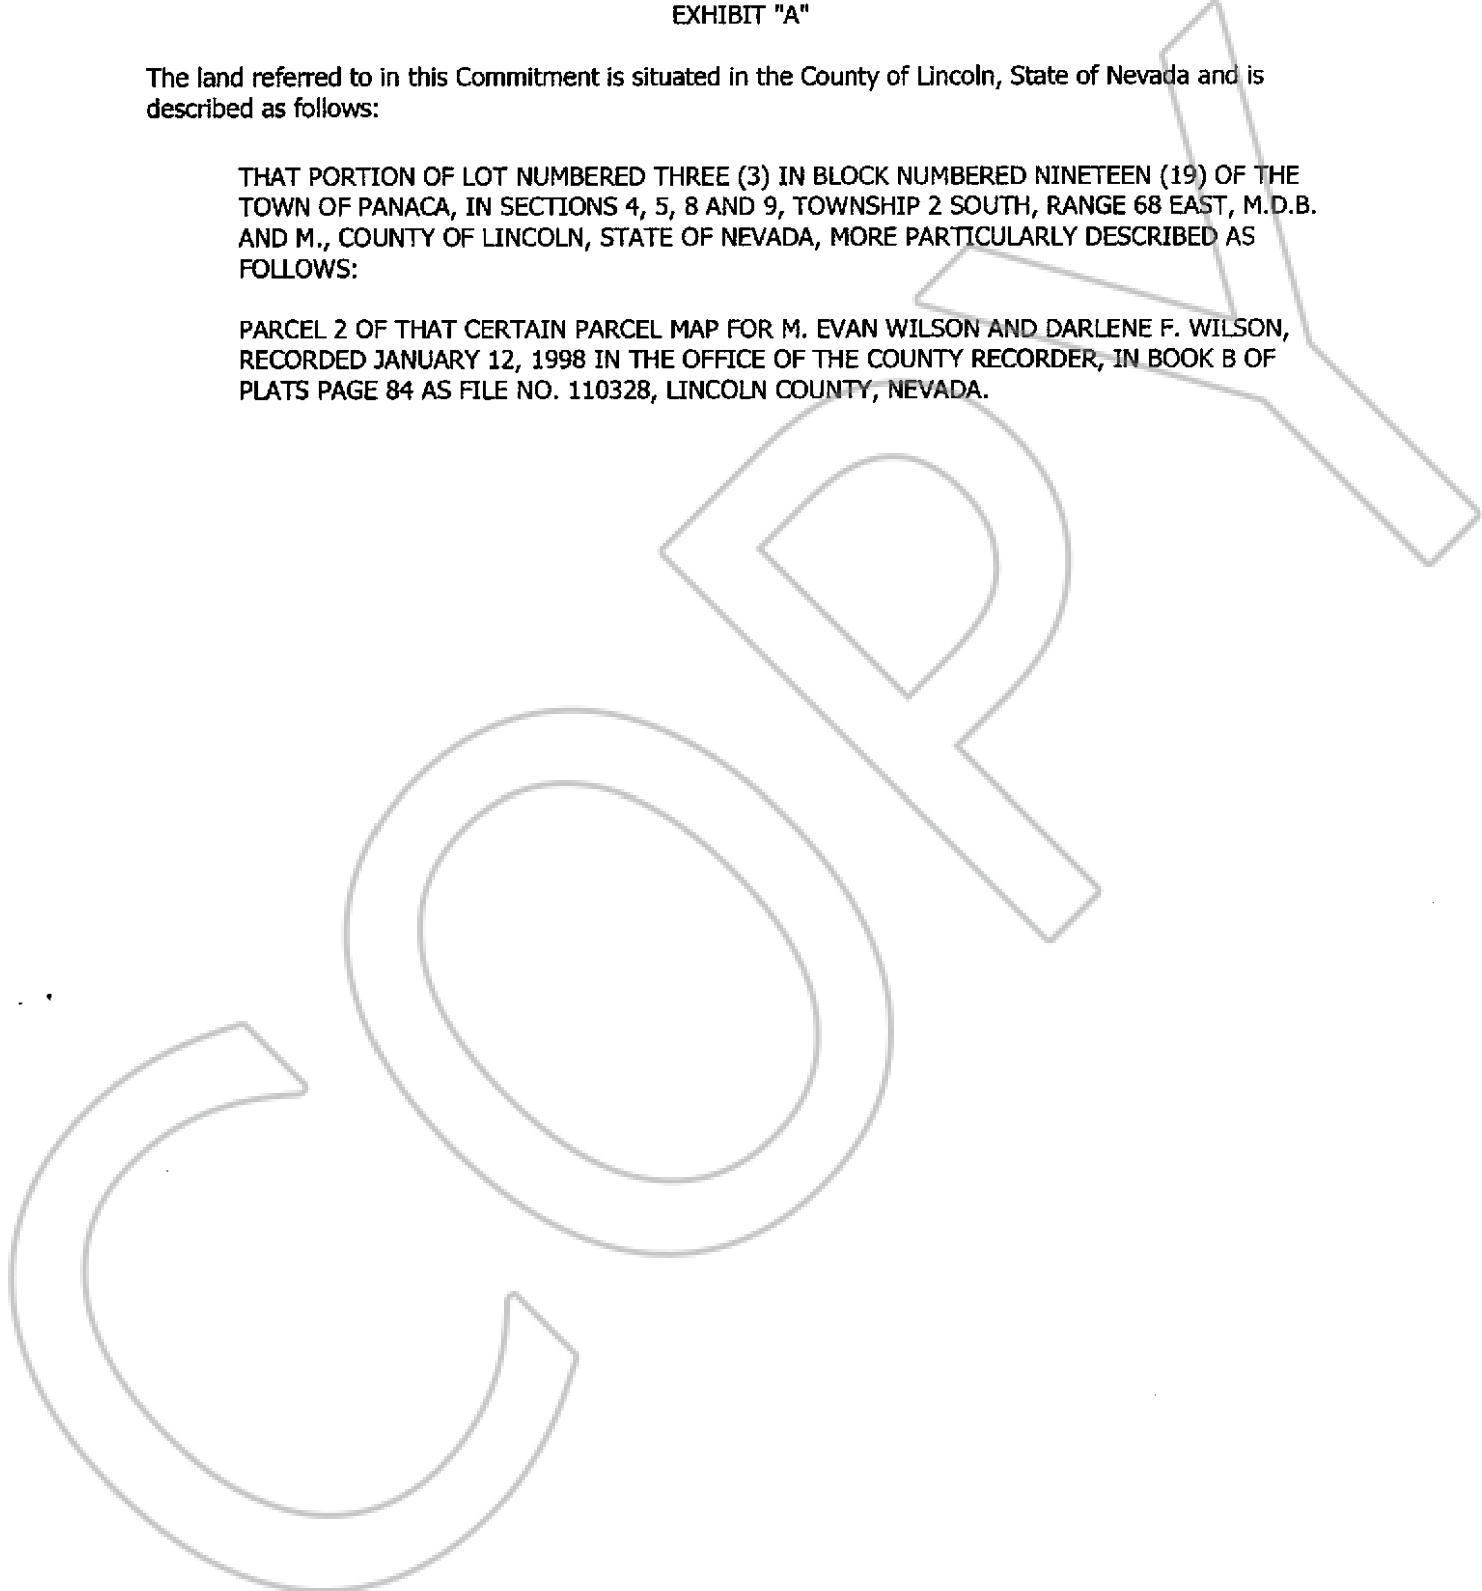 EXHIBIT "A"
The land referred to in this Commitment is situated in the County of Lincoln, State of Nevada and is
described as follows:
THAT PORTION OF LOT NUMBERED THREE (3) IN BLOCK NUMBERED NINETEEN (19) OF THE
TOWN OF PANACA, IN SECTIONS 4, 5, 8 AND 9, TOWNSHIP 2 SOUTH, RANGE 68 EAST, M.D.B.
AND M., COUNTY OF LINCOLN, STATE OF NEVADA, MORE PARTICULARLY DESCRIBED AS
FOLLOWS:
PARCEL 2 OF THAT CERTAIN PARCEL MAP FOR M. EVAN WILSON AND DARLENE F. WILSON,
RECORDED JANUARY 12, 1998 IN THE OFFICE OF THE COUNTY RECORDER, IN BOOK B OF
PLATS PAGE 84 AS FILE NO. 110328, LINCOLN COUNTY, NEVADA.
COPY